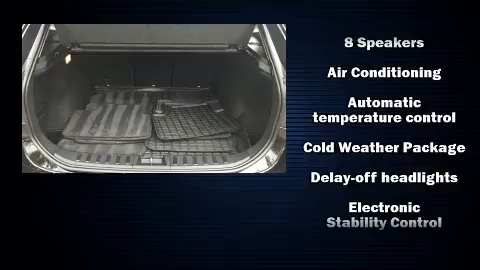 8 Speakers
Air Conditioning
Automatic
temperature control
Cold Weather Package
Delay-off headlights
Electronic
Stability Control